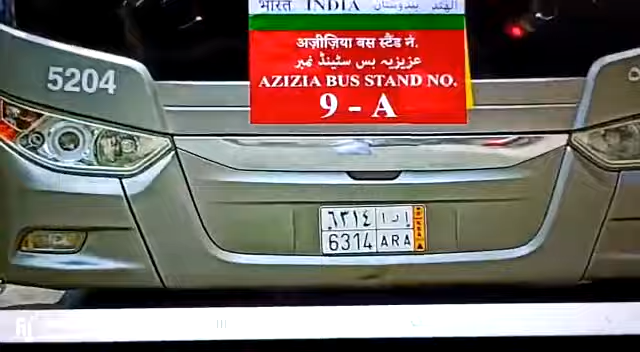 भारत INDIA ہندوستان الهند
अज़ीज़िया बस स्टैंड ने.
عزیزیہ بس سٹینڈ نمبر
AZIZIA BUS STAND NO.
9 - A
5204
٦٣١٤ ا ر ا
6314 ARA